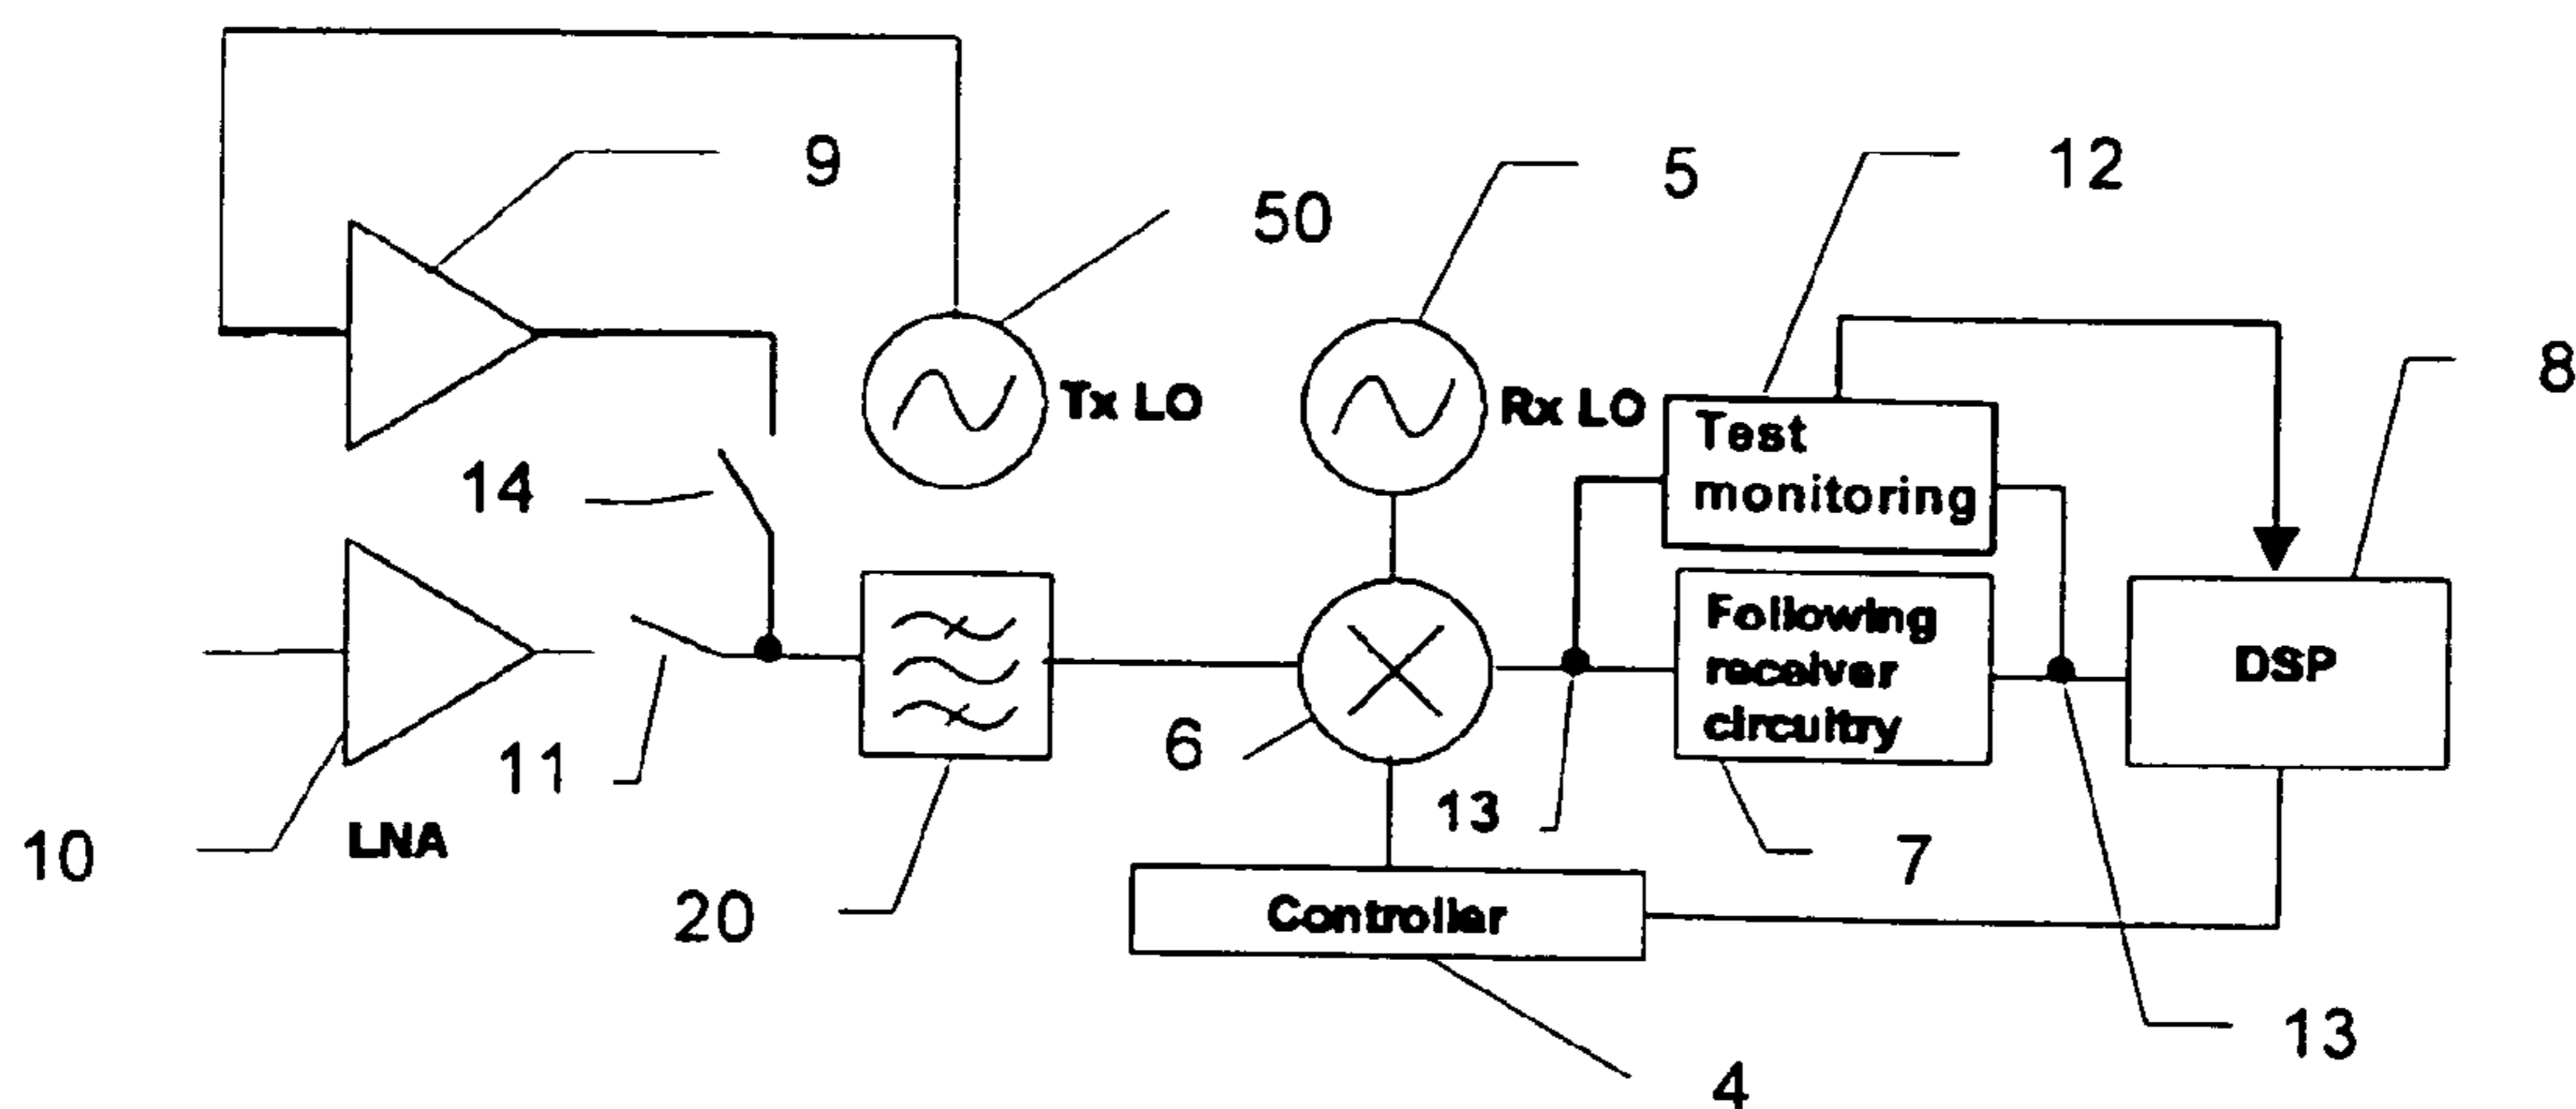 9
50
5
12
8
Tx LO
Rx LO
Test
monitoring
14
Following
receiver
circuitry
DSP
11
6
13
7
10
LNA
20
Controller
13
4